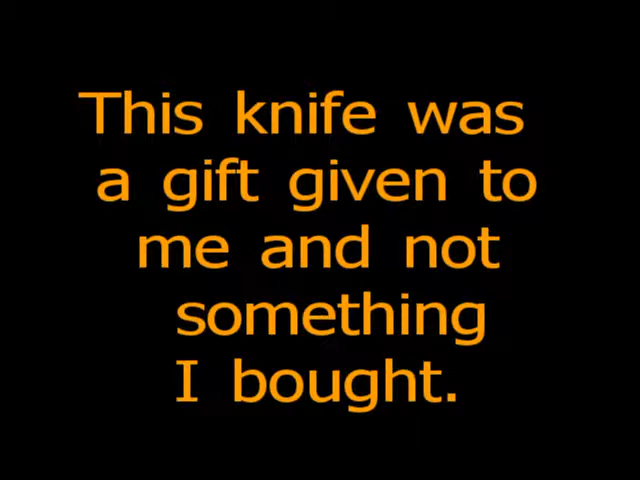 This knife was
a gift given to
me and not
something
I bought.